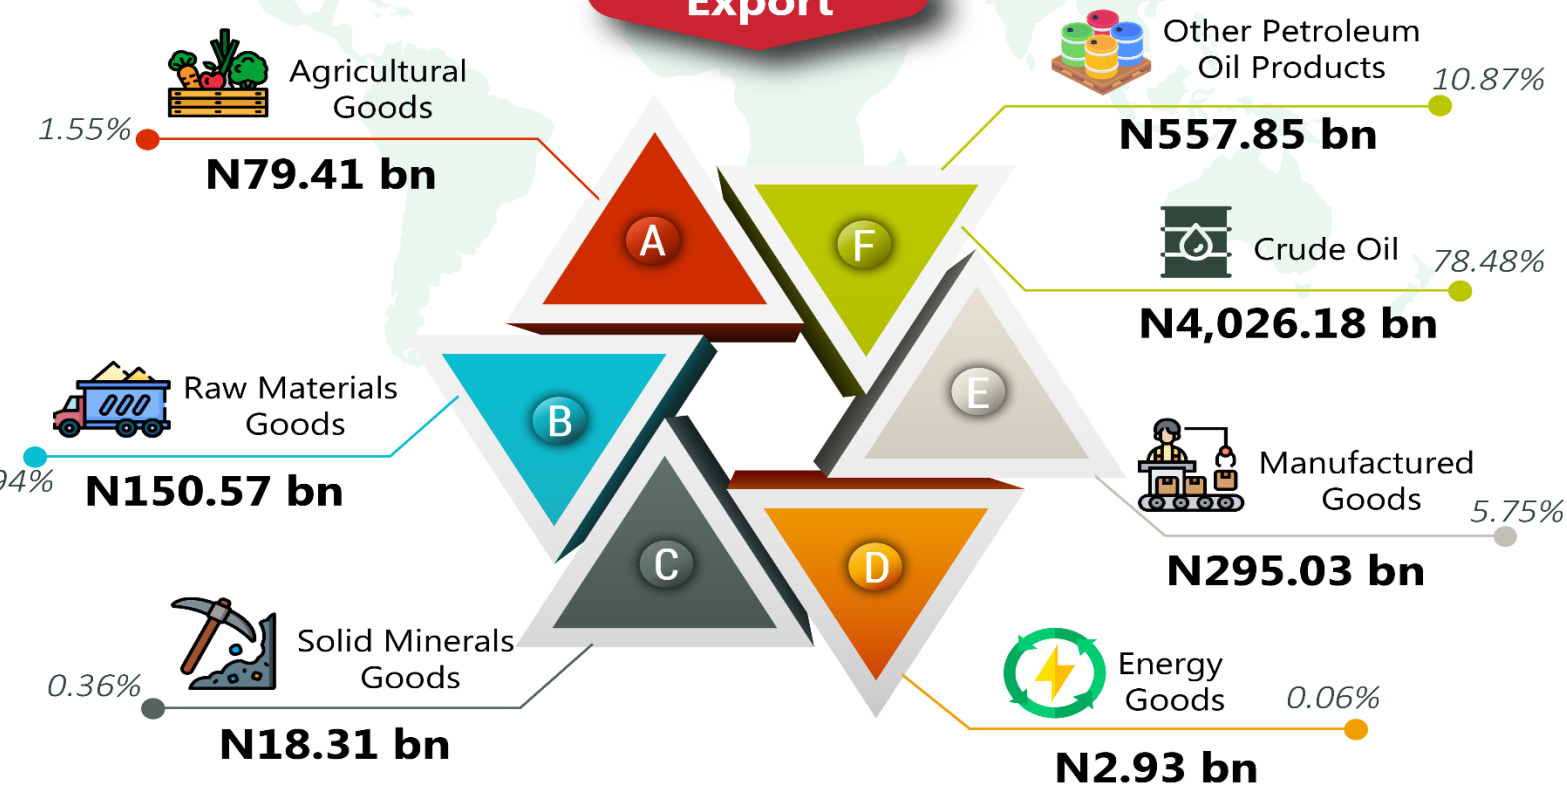 Export
Agricultural
Goods
1.55%
N79.41 bn
A
Other Petroleum
Oil Products
10.87%
N557.85 bn
F
Crude Oil
78.48%
N4,026.18 bn
Raw Materials
Goods
94%
N150.57 bn
B
E
Manufactured
Goods
5.75%
N295.03 bn
Solid Minerals
Goods
0.36%
N18.31 bn
C
D
Energy
Goods
0.06%
N2.93 bn